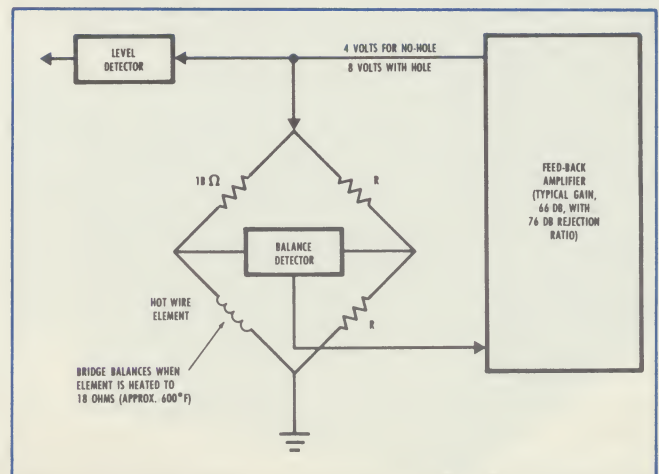 LEVEL
DETECTOR
4 VOLTS FOR NO-HOLE
8 VOLTS WITH HOLE
FEED-BACK
AMPLIFIER
(TYPICAL GAIN,
66 DB, WITH
76 DB REJECTION
RATIO)
18 Ω
R
BALANCE
DETECTOR
HOT WIRE
ELEMENT
R
BRIDGE BALANCES WHEN
ELEMENT IS HEATED TO
18 OHMS (APPROX. 600°F)